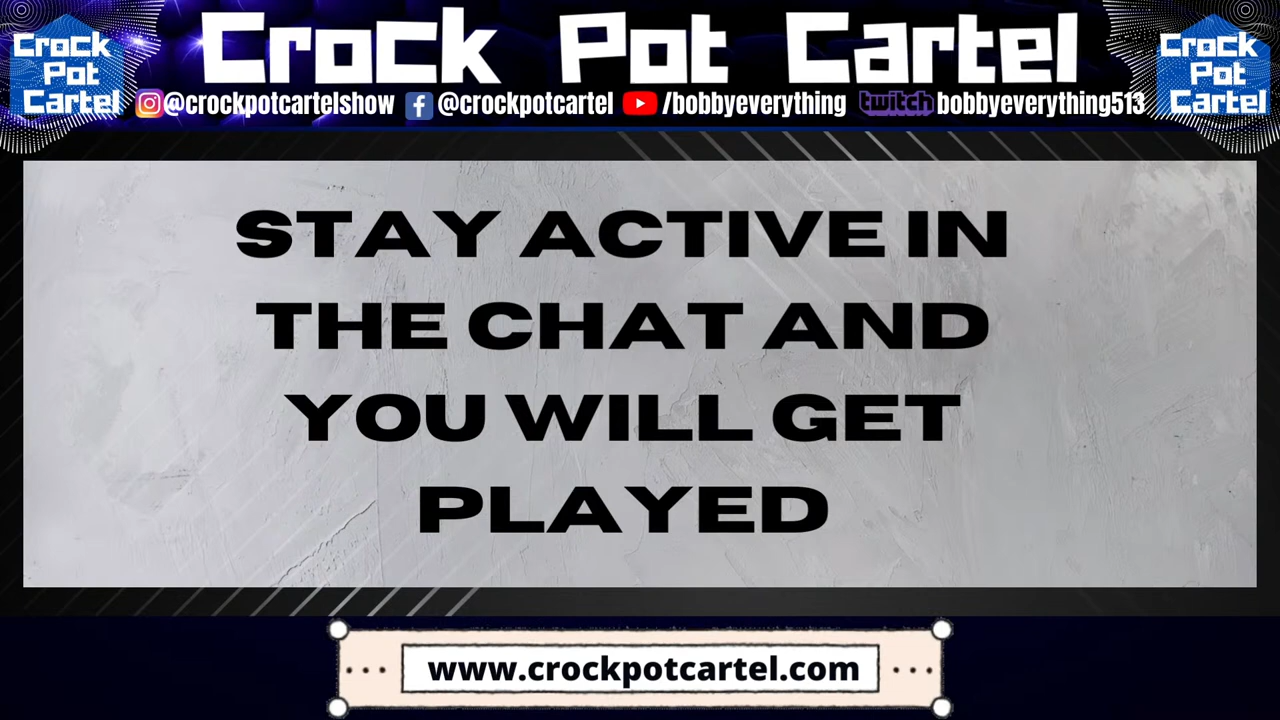 Crock Pot Cartel
Crock
Pot
Cartel
@crockpotcartelshow @crockpotcartel /bobbyeverything twitch bobbyeverything513
Crock
Pot
Cartel
STAY ACTIVE IN
THE CHAT AND
YOU WILL GET
PLAYED
www.crockpotcartel.com